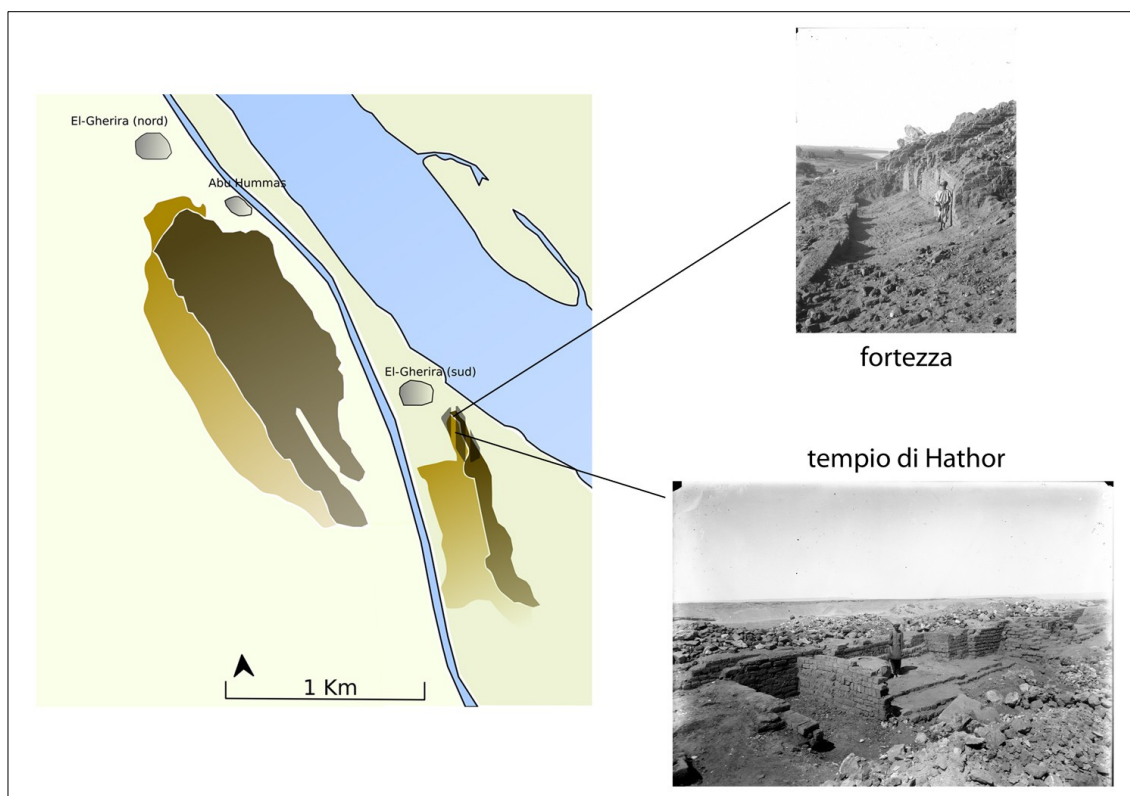 El-Gherira (nord)
Abu Hummas
El-Gherira (sud)
1 Km
fortezza
tempio di Hathor